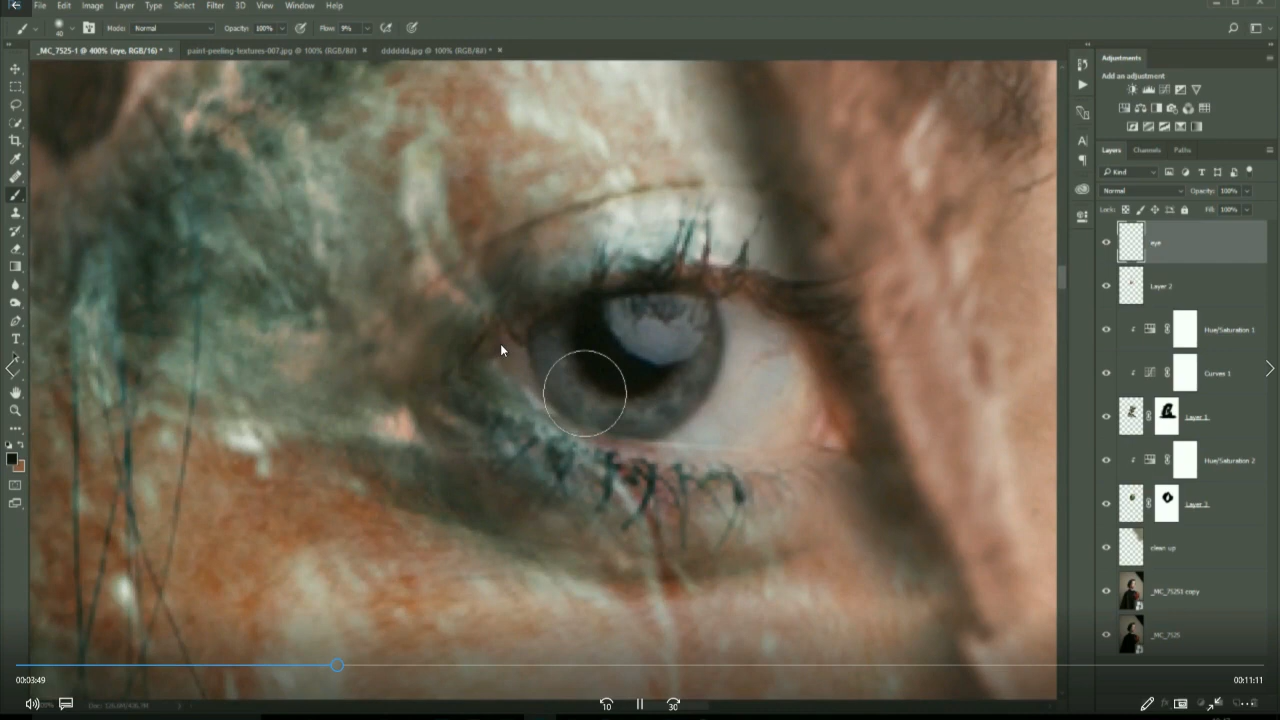 File Edit Image Layer Type Select Filter 3D View Window Help
40 Mode: Normal Opacity: 100% Flow: 9%
_MC_7525-1 @ 400% (eye, RGB/16) * × paint-peeling-textures-007.jpg @ 100% (RGB/8#) × dddddd.jpg @ 100% (RGB/8#) * ×
Adjustments
Add an adjustment
Layers Channels Paths
Kind
Normal Opacity: 100%
Lock: Fill: 100%
eye
Layer 2
Hue/Saturation 1
Curves 1
Layer 1
Hue/Saturation 2
Layer 3
clean up
_MC_75251 copy
_MC_7525
00:03:49 00:11:11
10 30